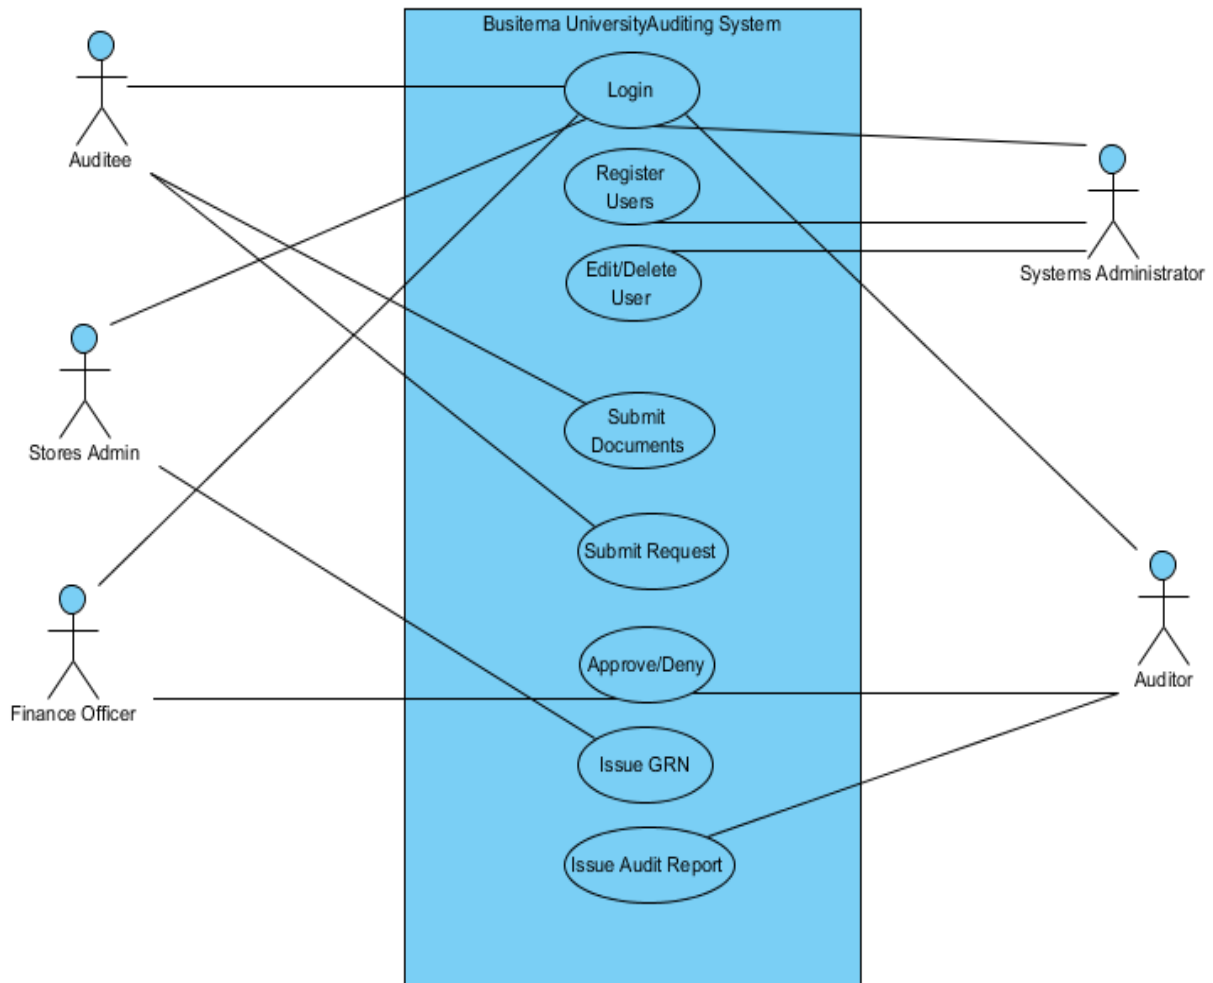 Busitema UniversityAuditing System
Login
Auditee
Register
Users
Edit/Delete
User
Systems Administrator
Submit
Documents
Stores Admin
Submit Request
Approve/Deny
Auditor
Finance Officer
Issue GRN
Issue Audit Report